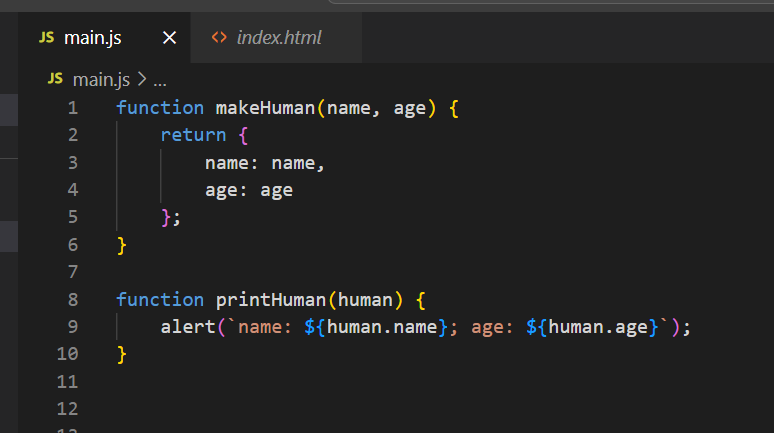 JS main.js × <> index.html
JS main.js > ...
1 function makeHuman(name, age) {
2     return {
3         name: name,
4         age: age
5     };
6 }
7
8 function printHuman(human) {
9     alert(`name: ${human.name}; age: ${human.age}`);
10 }
11
12